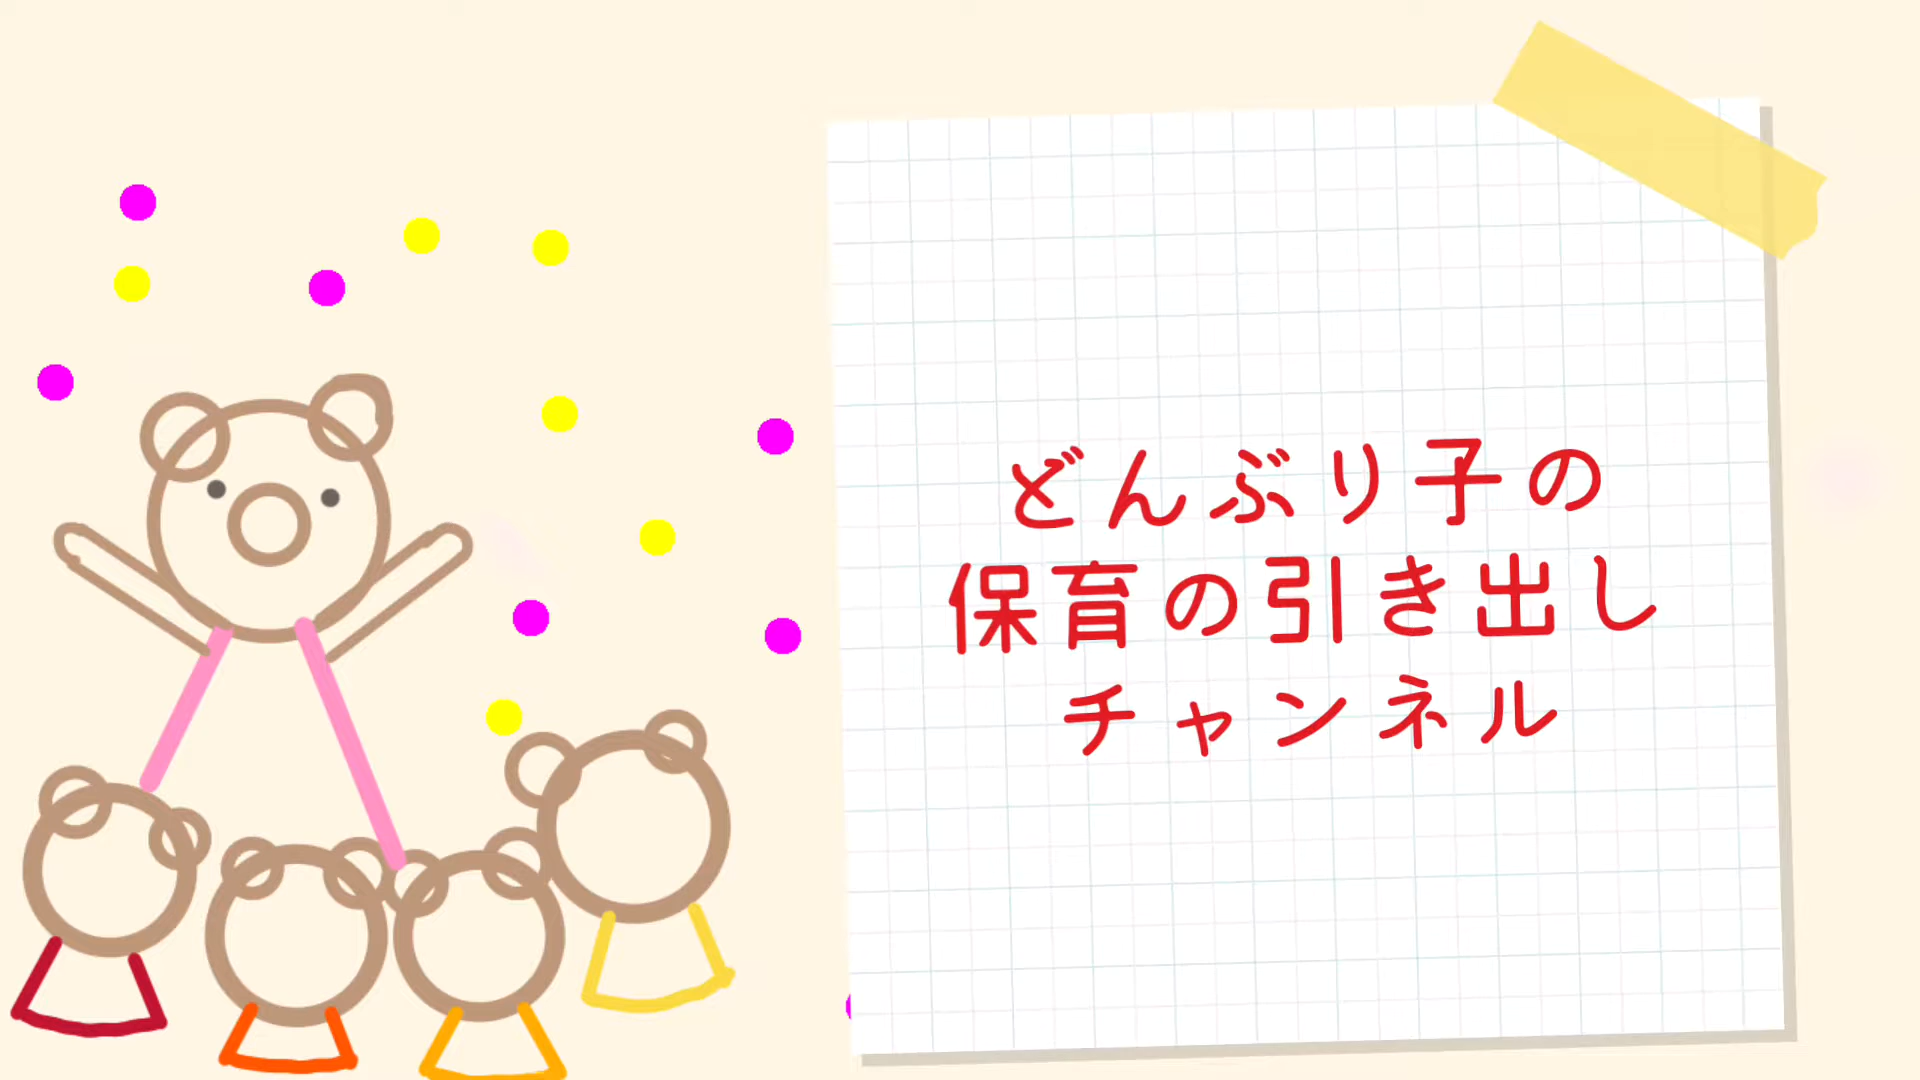 どんぶり子の
保育の引き出し
チャンネル